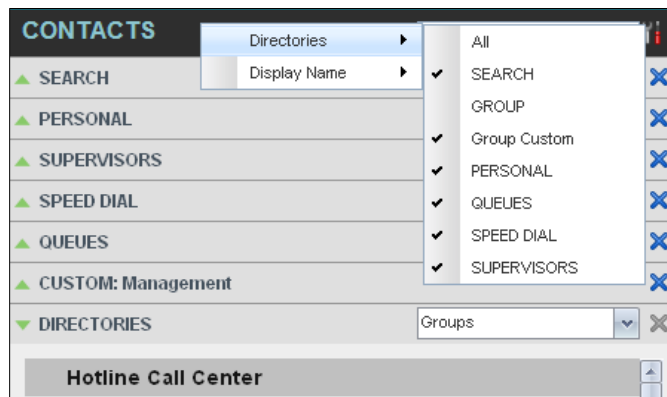 CONTACTS
Directories
Display Name
All
SEARCH
GROUP
Group Custom
PERSONAL
QUEUES
SPEED DIAL
SUPERVISORS
SEARCH
PERSONAL
SUPERVISORS
SPEED DIAL
QUEUES
CUSTOM: Management
DIRECTORIES
Groups
Hotline Call Center